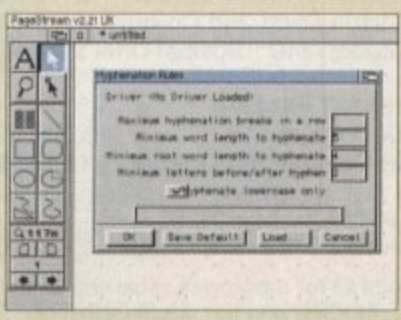 PageStream v2.21 UK
* untitled
Hyphenation Rules
Driver <No Driver Loaded>
Maximum hyphenation breaks in a row
Minimum word length to hyphenate 5
Minimum root word length to hyphenate 4
Minimum letters before/after hyphen 2
Hyphenate lowercase only
OK Save Default Load... Cancel
A
117%
1